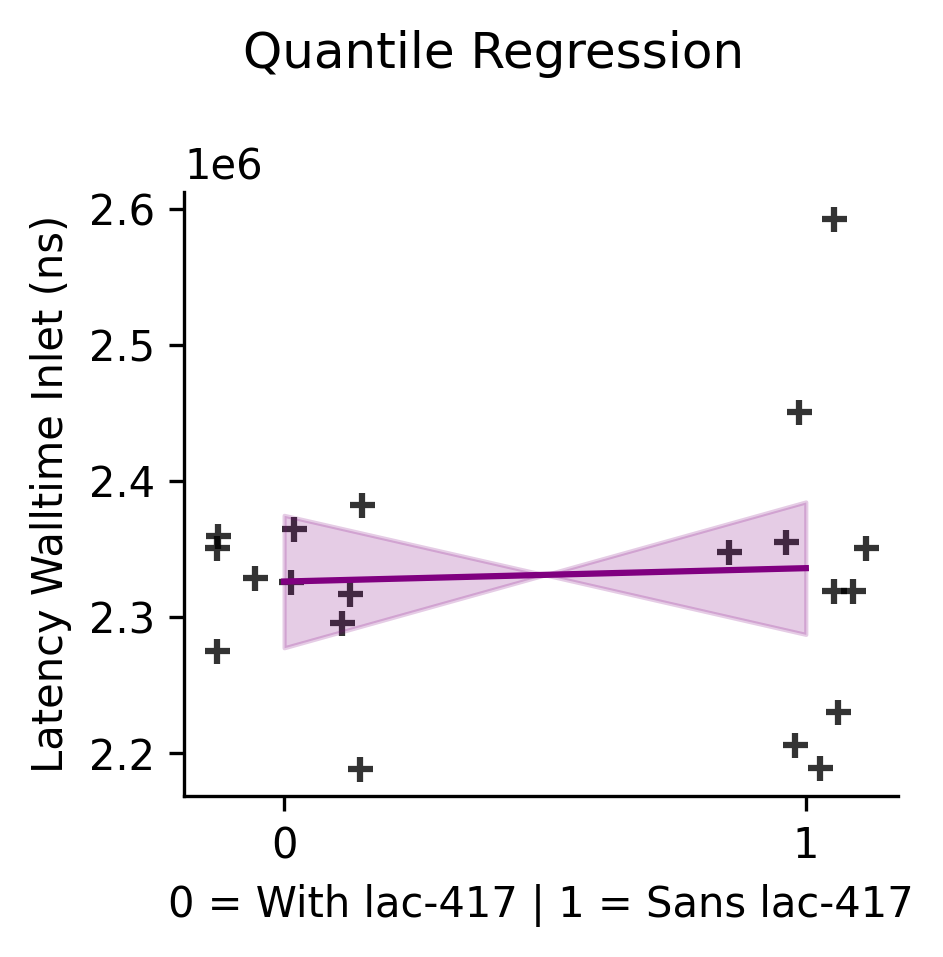 Quantile Regression
1e6
2.6
2.5
2.4
2.3
2.2
Latency Walltime Inlet (ns)
0 1
0 = With lac-417 | 1 = Sans lac-417